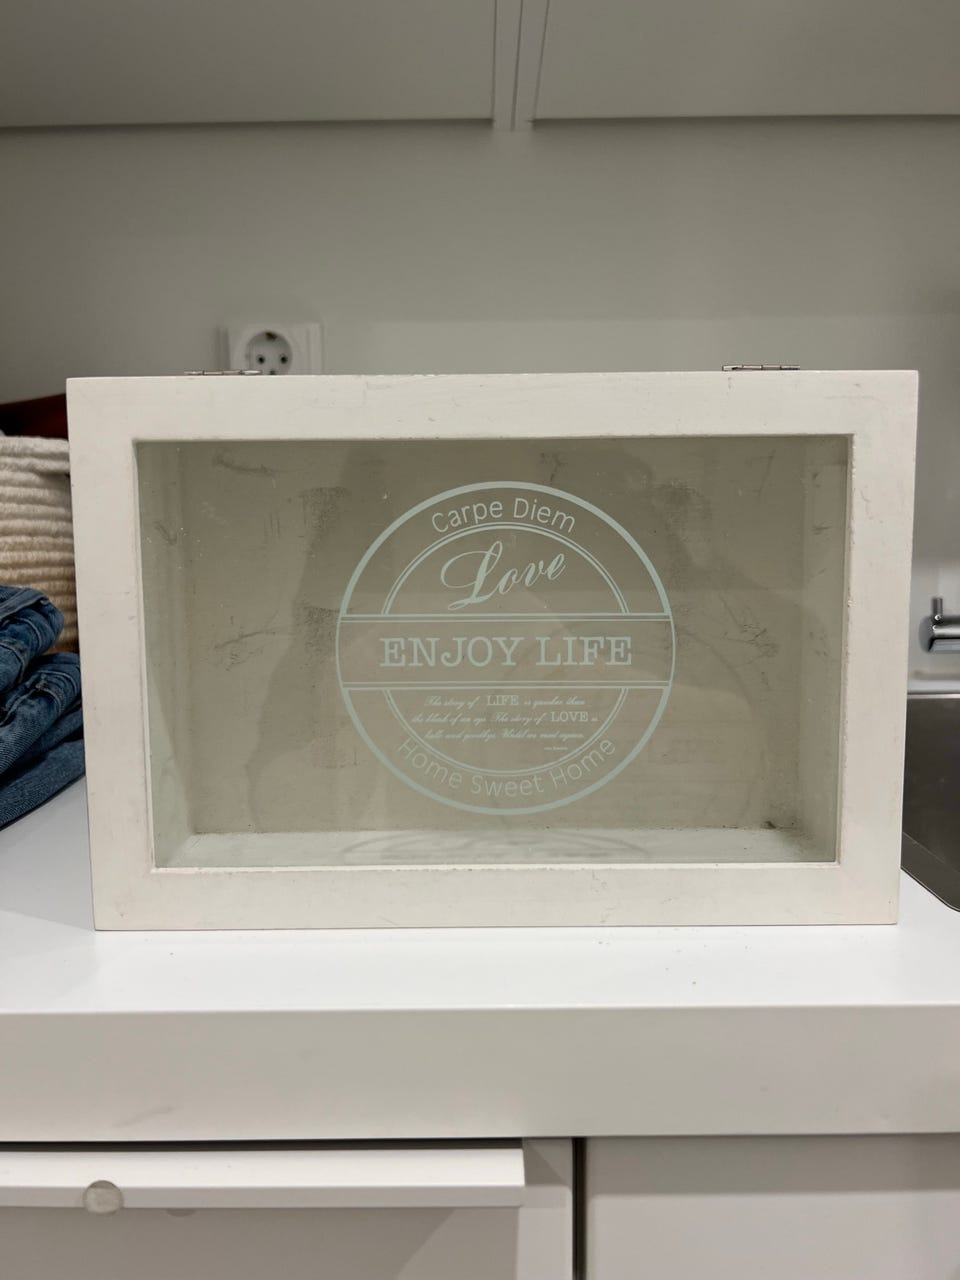 Carpe Diem
Love
ENJOY LIFE
The story of LIFE is quicker than
the blink of an eye The story of LOVE is
hello and goodbye Until we meet again
Home Sweet Home